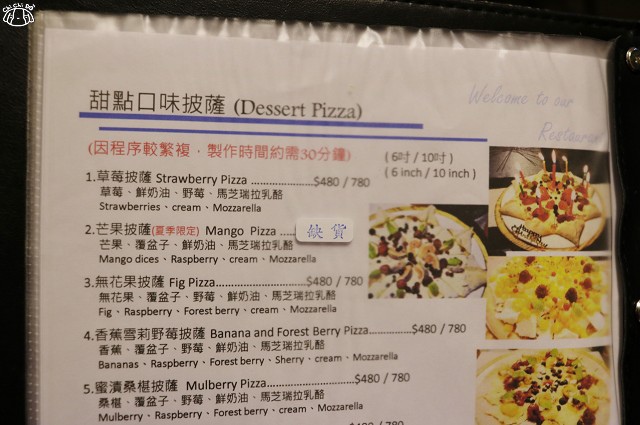 甜點口味披薩 (Dessert Pizza)
Welcome to our
Restaurant
(因程序較繁複，製作時間約需30分鐘)
(6吋 / 10吋)
(6 inch / 10 inch)
1.草莓披薩 Strawberry Pizza ....................$480 / 780
草莓、鮮奶油、野莓、馬芝瑞拉乳酪
Strawberries、cream、Mozzarella
2.芒果披薩(夏季限定) Mango Pizza ....
缺貨
芒果、覆盆子、鮮奶油、馬芝瑞拉乳酪
Mango dices、Raspberry、cream、Mozzarella
3.無花果披薩 Fig Pizza............................$480 / 780
無花果、覆盆子、野莓、鮮奶油、馬芝瑞拉乳酪
Fig、Raspberry、Forest berry、cream、Mozzarella
4.香蕉雪莉野莓披薩 Banana and Forest Berry Pizza..................$480 / 780
香蕉、覆盆子、野莓、鮮奶油、馬芝瑞拉乳酪
Bananas、Raspberry、Forest berry、Sherry、cream、Mozzarella
5.蜜漬桑椹披薩 Mulberry Pizza......................$480 / 780
桑椹、覆盆子、野莓、鮮奶油、馬芝瑞拉乳酪
Mulberry、Raspberry、Forest berry、cream、Mozzarella